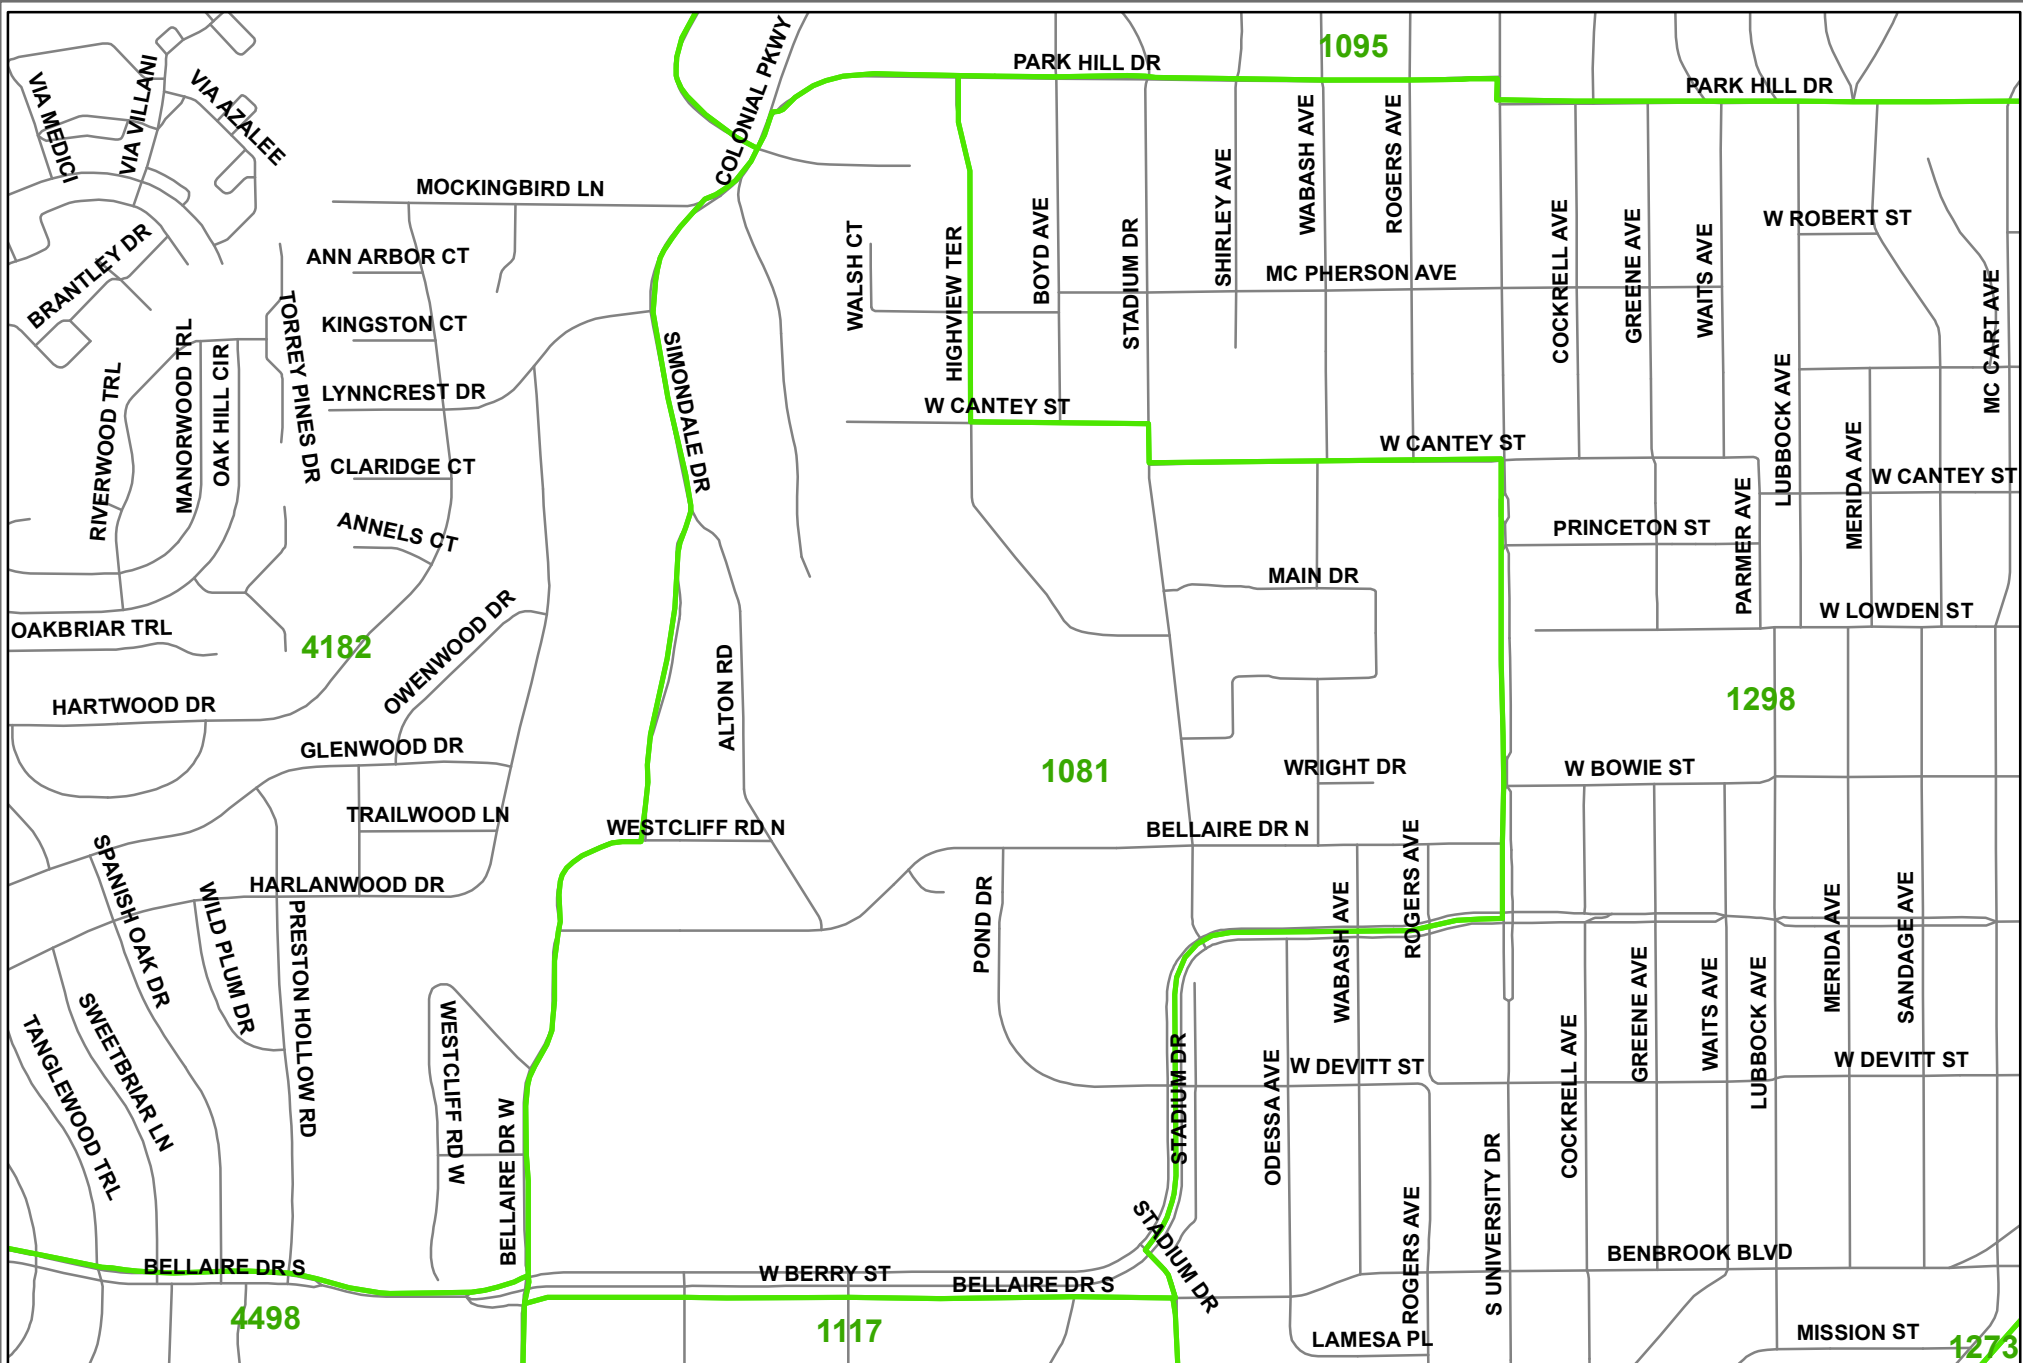 1095
COLONIAL PKWY
PARK HILL DR
PARK HILL DR
VIA MEDICI
VIA VILLANI
VIA AZALEE
MOCKINGBIRD LN
WABASH AVE
ROGERS AVE
SHIRLEY AVE
W ROBERT ST
BRANTLEY DR
ANN ARBOR CT
WALSH CT
HIGHVIEW TER
BOYD AVE
STADIUM DR
MC PHERSON AVE
COCKRELL AVE
GREENE AVE
WAITS AVE
MC CART AVE
TORREY PINES DR
KINGSTON CT
SIMONDALE DR
MANORWOOD TRL
OAK HILL CIR
RIVERWOOD TRL
LYNNCREST DR
W CANTEY ST
W CANTEY ST
LUBBOCK AVE
MERIDA AVE
W CANTEY ST
CLARIDGE CT
ANNELS CT
PRINCETON ST
PARMER AVE
MAIN DR
W LOWDEN ST
OAKBRIAR TRL
4182
OWENWOOD DR
ALTON RD
1298
HARTWOOD DR
GLENWOOD DR
1081
WRIGHT DR
W BOWIE ST
TRAILWOOD LN
WESTCLIFF RD N
BELLAIRE DR N
ROGERS AVE
SPANISH OAK DR
WILD PLUM DR
HARLANWOOD DR
PRESTON HOLLOW RD
POND DR
WABASH AVE
MERIDA AVE
SANDAGE AVE
TANGLEWOOD TRL
SWEETBRIAR LN
WESTCLIFF RD W
BELLAIRE DR W
STADIUM DR
ODESSA AVE
W DEVITT ST
COCKRELL AVE
GREENE AVE
WAITS AVE
LUBBOCK AVE
W DEVITT ST
STADIUM DR
ROGERS AVE
S UNIVERSITY DR
BENBROOK BLVD
BELLAIRE DR S
W BERRY ST
BELLAIRE DR S
4498
1117
LAMESA PL
MISSION ST
1273